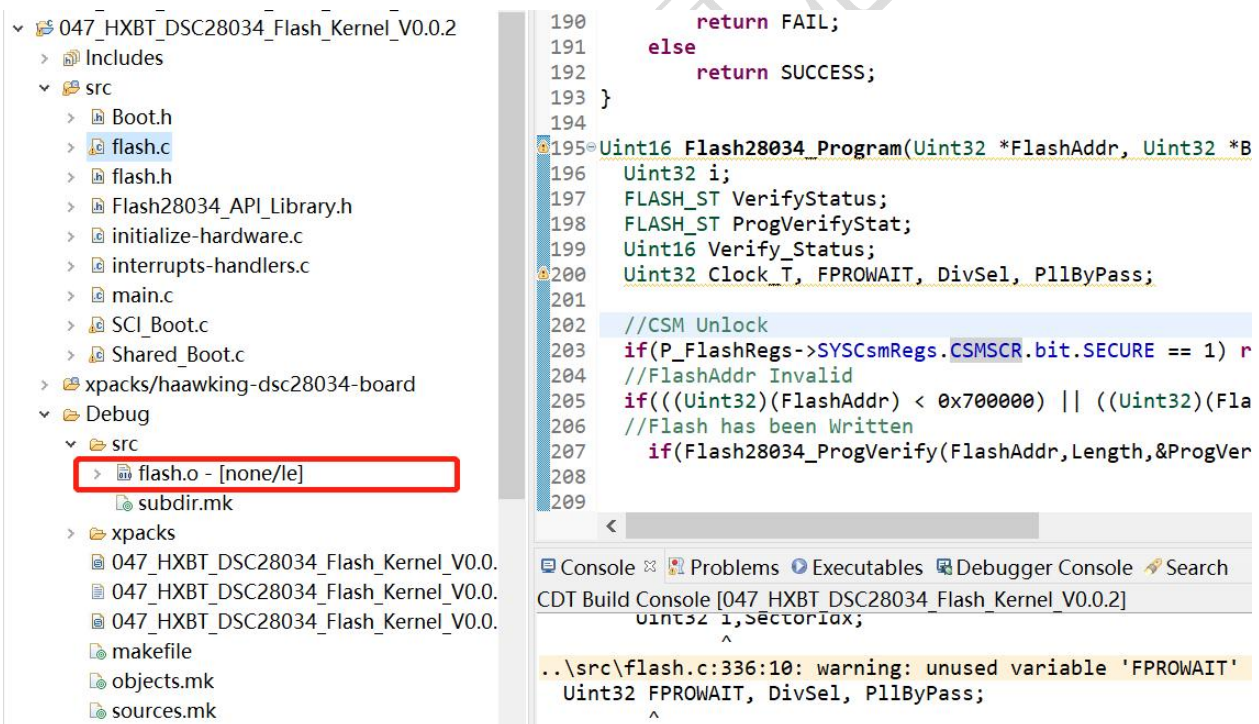 047_HXBT_DSC28034_Flash_Kernel_V0.0.2
Includes
src
Boot.h
flash.c
flash.h
Flash28034_API_Library.h
initialize-hardware.c
interrupts-handlers.c
main.c
SCI_Boot.c
Shared_Boot.c
xpacks/haawking-dsc28034-board
Debug
src
flash.o - [none/le]
subdir.mk
xpacks
047_HXBT_DSC28034_Flash_Kernel_V0.0.
047_HXBT_DSC28034_Flash_Kernel_V0.0.
047_HXBT_DSC28034_Flash_Kernel_V0.0.
makefile
objects.mk
sources.mk
190 return FAIL;
191 else
192 return SUCCESS;
193 }
194
195 Uint16 Flash28034_Program(Uint32 *FlashAddr, Uint32 *B
196 Uint32 i;
197 FLASH_ST VerifyStatus;
198 FLASH_ST ProgVerifyStat;
199 Uint16 Verify_Status;
200 Uint32 Clock_T, FPROWAIT, DivSel, PllByPass;
201
202 //CSM Unlock
203 if(P_FlashRegs->SYSCsmRegs.CSMSCR.bit.SECURE == 1) r
204 //FlashAddr Invalid
205 if(((Uint32)(FlashAddr) < 0x700000) || ((Uint32)(Fla
206 //Flash has been Written
207 if(Flash28034_ProgVerify(FlashAddr,Length,&ProgVer
208
209
Console Problems Executables Debugger Console Search
CDT Build Console [047_HXBT_DSC28034_Flash_Kernel_V0.0.2]
Uint32 i,SectorIdx;
^
..\src\flash.c:336:10: warning: unused variable 'FPROWAIT'
Uint32 FPROWAIT, DivSel, PllByPass;
^